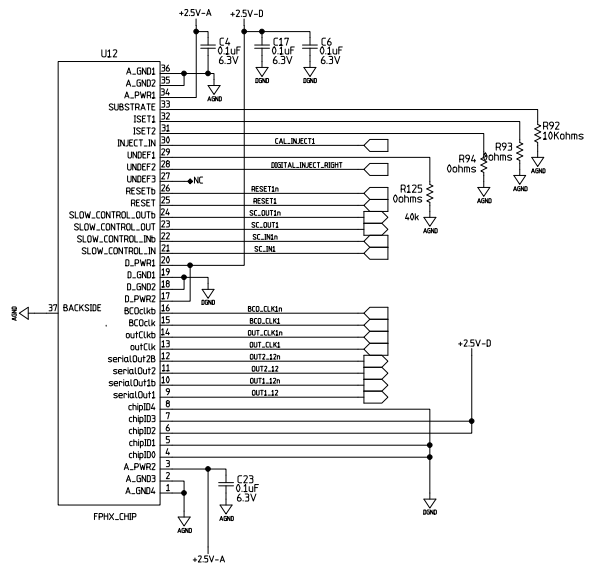 +2.5V-A
+2.5V-D
U12
C4
0.1uF
6.3V
C17
0.1uF
6.3V
C6
0.1uF
6.3V
AGND
DGND
DGND
A_GND1 36
A_GND2 35
A_PWR1 34
SUBSTRATE 33
ISET1 32
ISET2 31
INJECT_IN 30 CAL_INJECT1
UNDEF1 29
UNDEF2 28 DIGITAL_INJECT_RIGHT
UNDEF3 27 NC
RESETb 26 RESET1n
RESET 25 RESET1
SLOW_CONTROL_OUTb 24 SC_OUT1n
SLOW_CONTROL_OUT 23 SC_OUT1
SLOW_CONTROL_INb 22 SC_IN1n
SLOW_CONTROL_IN 21 SC_IN1
D_PWR1 20
D_GND1 19
D_GND2 18
D_PWR2 17
DGND
R92
10Kohms
AGND
R93
0ohms
AGND
R94
0ohms
AGND
R125
0ohms
40k
AGND
AGND 37 BACKSIDE
BCOclkb 16 BCO_CLK1n
BCOclk 15 BCO_CLK1
outClkb 14 OUT_CLK1n
outClk 13 OUT_CLK1
serialOut2B 12 OUT2_12n
serialOut2 11 OUT2_12
serialOut1b 10 OUT1_12n
serialOut1 9 OUT1_12
chipID4 8
chipID3 7
chipID2 6
chipID1 5
chipID0 4
A_PWR2 3
A_GND3 2
A_GND4 1
+2.5V-D
C23
0.1uF
6.3V
AGND
DGND
AGND
FPHX_CHIP
+2.5V-A